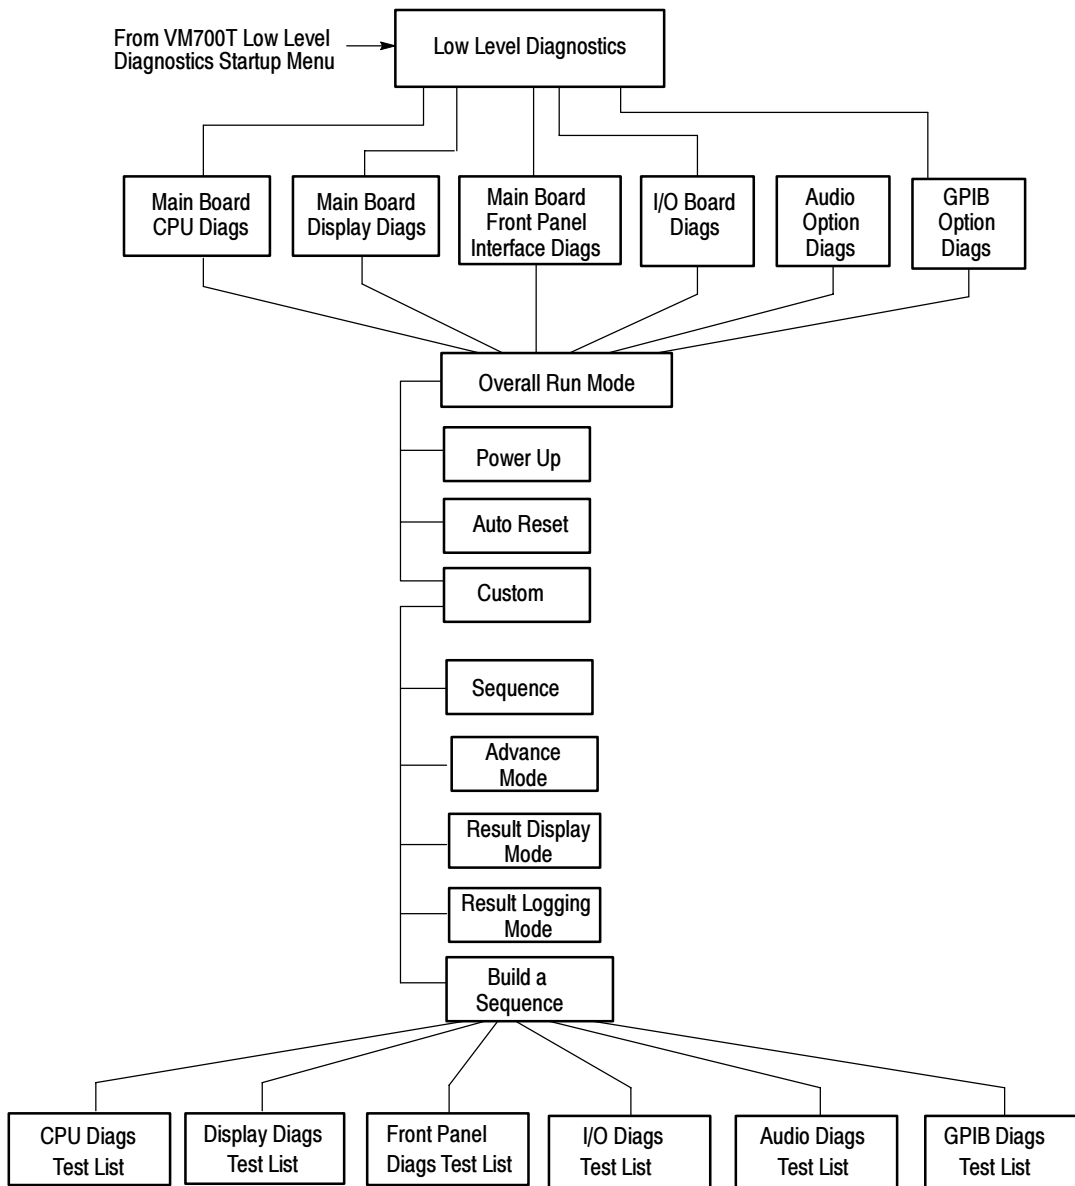 From VM700T Low Level
Diagnostics Startup Menu
Low Level Diagnostics
Main Board
CPU Diags
Main Board
Display Diags
Main Board
Front Panel
Interface Diags
I/O Board
Diags
Audio
Option
Diags
GPIB
Option
Diags
Overall Run Mode
Power Up
Auto Reset
Custom
Sequence
Advance
Mode
Result Display
Mode
Result Logging
Mode
Build a
Sequence
CPU Diags
Test List
Display Diags
Test List
Front Panel
Diags Test List
I/O Diags
Test List
Audio Diags
Test List
GPIB Diags
Test List